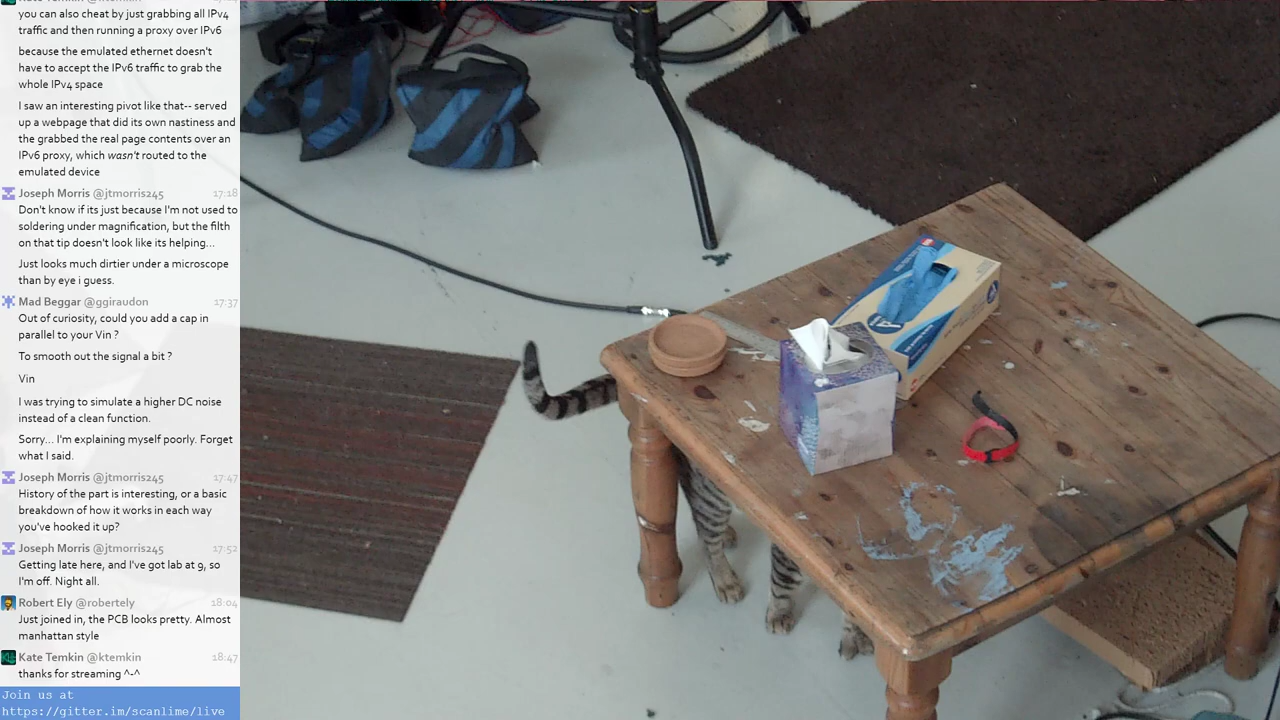 you can also cheat by just grabbing all IPv4
traffic and then running a proxy over IPv6
because the emulated ethernet doesn't
have to accept the IPv6 traffic to grab the
whole IPv4 space
I saw an interesting pivot like that-- served
up a webpage that did its own nastiness and
the grabbed the real page contents over an
IPv6 proxy, which wasn't routed to the
emulated device
Joseph Morris @jtmorris245 17:18
Don't know if its just because I'm not used to
soldering under magnification, but the filth
on that tip doesn't look like its helping...
Just looks much dirtier under a microscope
than by eye i guess.
Mad Beggar @ggiraudon 17:37
Out of curiosity, could you add a cap in
parallel to your Vin ?
To smooth out the signal a bit ?
Vin
I was trying to simulate a higher DC noise
instead of a clean function.
Sorry... I'm explaining myself poorly. Forget
what I said.
Joseph Morris @jtmorris245 17:47
History of the part is interesting, or a basic
breakdown of how it works in each way
you've hooked it up?
Joseph Morris @jtmorris245 17:52
Getting late here, and I've got lab at 9, so
I'm off. Night all.
Robert Ely @robertely 18:04
Just joined in, the PCB looks pretty. Almost
manhattan style
Kate Temkin @ktemkin 18:47
thanks for streaming ^-^
Join us at
https://gitter.im/scanlime/live